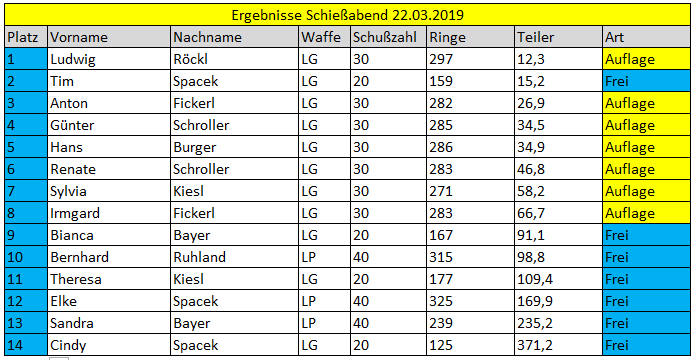 Ergebnisse Schießabend 22.03.2019
Platz Vorname Nachname Waffe Schußzahl Ringe Teiler Art
1 Ludwig Röckl LG 30 297 12,3 Auflage
2 Tim Spacek LG 20 159 15,2 Frei
3 Anton Fickerl LG 30 282 26,9 Auflage
4 Günter Schroller LG 30 285 34,5 Auflage
5 Hans Burger LG 30 286 34,9 Auflage
6 Renate Schroller LG 30 283 46,8 Auflage
7 Sylvia Kiesl LG 30 271 58,2 Auflage
8 Irmgard Fickerl LG 30 283 66,7 Auflage
9 Bianca Bayer LG 20 167 91,1 Frei
10 Bernhard Ruhland LP 40 315 98,8 Frei
11 Theresa Kiesl LG 20 177 109,4 Frei
12 Elke Spacek LP 40 325 169,9 Frei
13 Sandra Bayer LP 40 239 235,2 Frei
14 Cindy Spacek LG 20 125 371,2 Frei